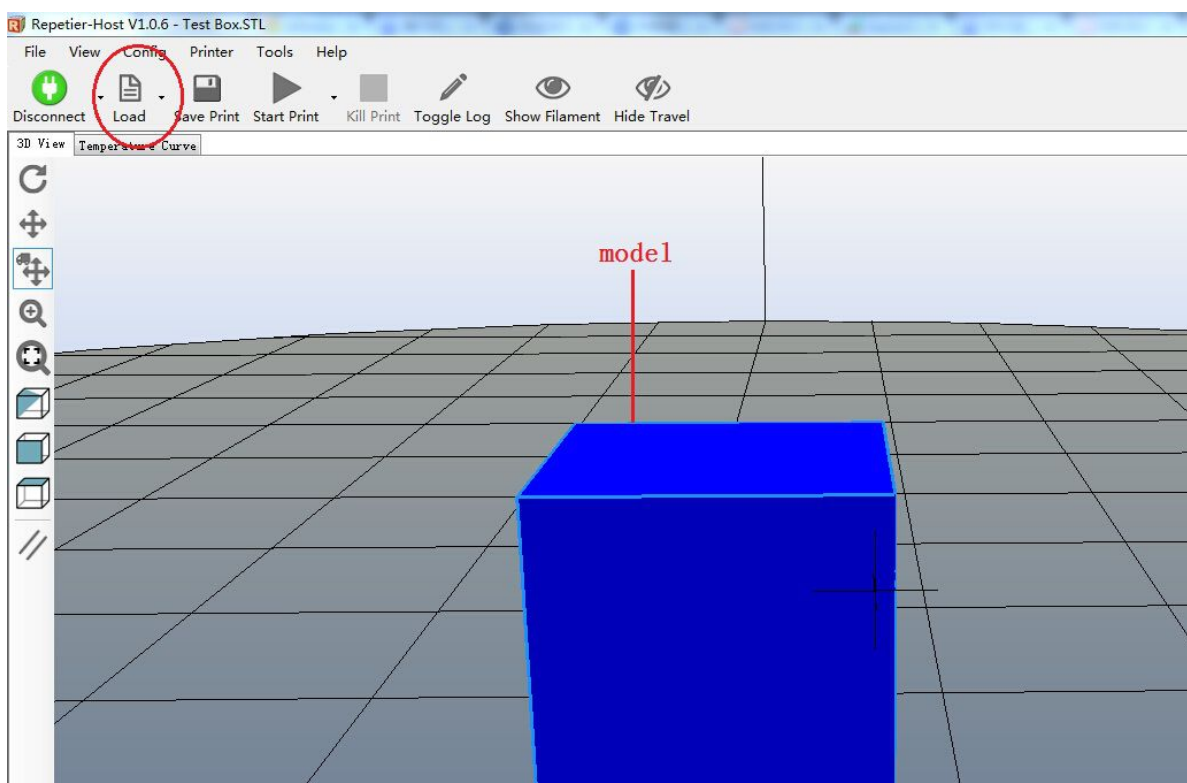 Repetier-Host V1.0.6 - Test Box.STL
File View Config Printer Tools Help
Disconnect Load Save Print Start Print Kill Print Toggle Log Show Filament Hide Travel
3D View Temperature Curve
model